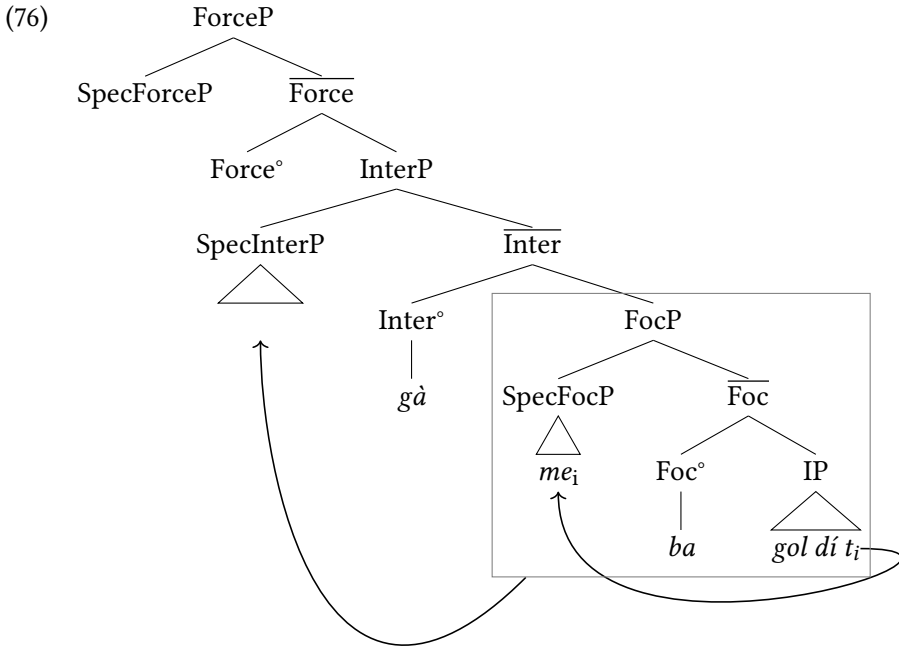 (76)
ForceP
SpecForceP Force
Force° InterP
SpecInterP Inter
Inter° FocP
gà SpecFocP Foc
meᵢ Foc° IP
ba gol dí tᵢ